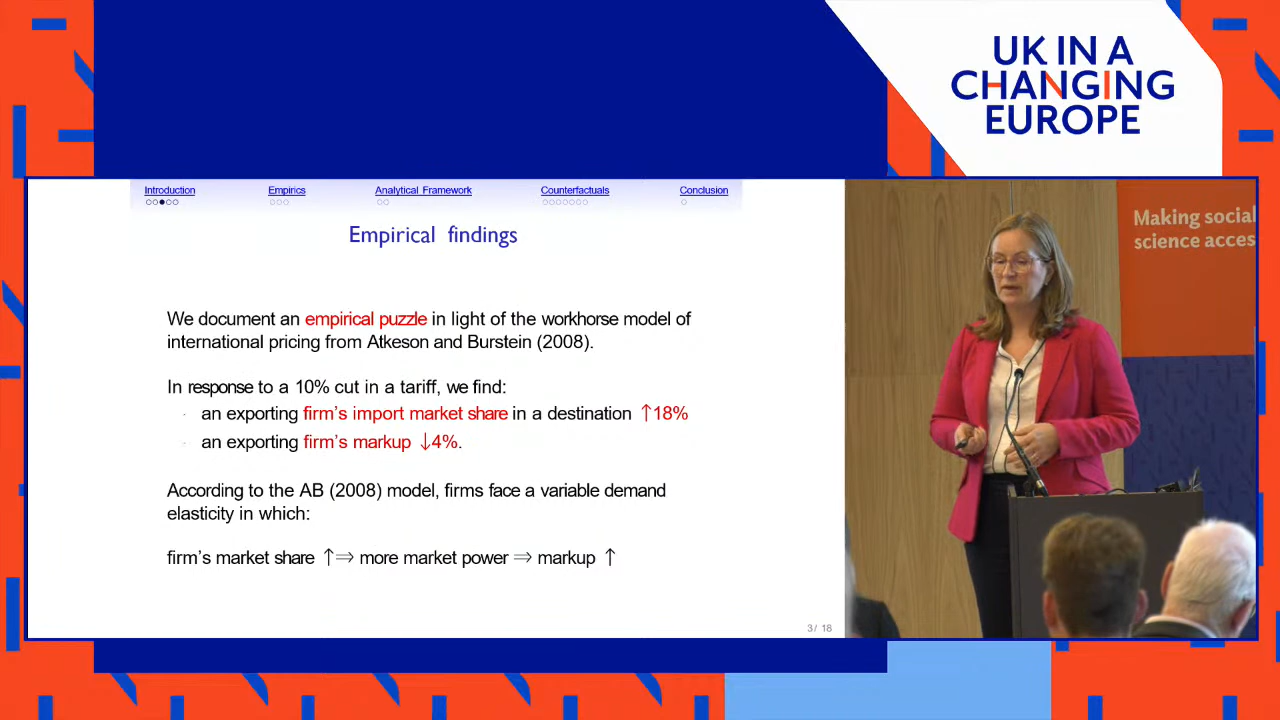 UK IN A
CHANGING
EUROPE
Introduction
Empirics
Analytical Framework
Counterfactuals
Conclusion
Empirical findings
We document an empirical puzzle in light of the workhorse model of
international pricing from Atkeson and Burstein (2008).
In response to a 10% cut in a tariff, we find:
an exporting firm's import market share in a destination ↑18%
an exporting firm's markup ↓4%.
According to the AB (2008) model, firms face a variable demand
elasticity in which:
firm's market share ↑⇒ more market power ⇒ markup ↑
3/ 18
Making social
science acces